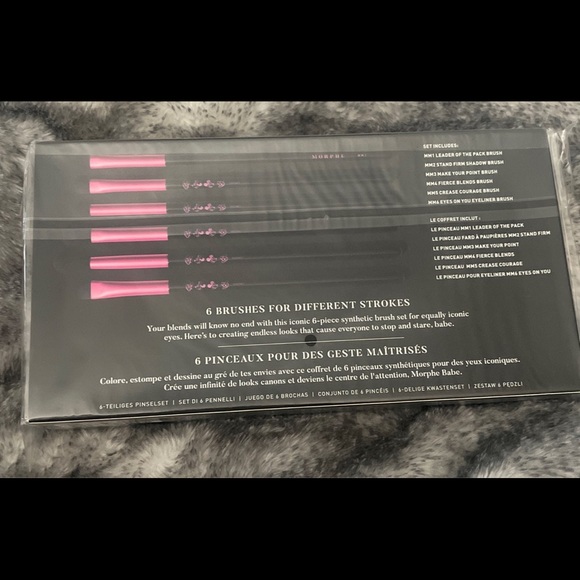 MORPHE
SET INCLUDES:
MM1 LEADER OF THE PACK BRUSH
MM2 STAND FIRM SHADOW BRUSH
MM3 MAKE YOUR POINT BRUSH
MM4 FIERCE BLENDS BRUSH
MM5 CREASE COURAGE BRUSH
MM6 EYES ON YOU EYELINER BRUSH
LE COFFRET INCLUT :
LE PINCEAU MM1 LEADER OF THE PACK
LE PINCEAU FARD À PAUPIÈRES MM2 STAND FIRM
LE PINCEAU MM3 MAKE YOUR POINT
LE PINCEAU MM4 FIERCE BLENDS
LE PINCEAU MM5 CREASE COURAGE
LE PINCEAU POUR EYELINER MM6 EYES ON YOU
6 BRUSHES FOR DIFFERENT STROKES
Your blends will know no end with this iconic 6-piece synthetic brush set for equally iconic
eyes. Here's to creating endless looks that cause everyone to stop and stare, babe.
6 PINCEAUX POUR DES GESTE MAÎTRISÉS
Colore, estompe et dessine au gré de tes envies avec ce coffret de 6 pinceaux synthétiques pour des yeux iconiques.
Crée une infinité de looks canons et deviens le centre de l'attention, Morphe Babe.
6-TEILIGES PINSELSET | SET DI 6 PENNELLI | JUEGO DE 6 BROCHAS | CONJUNTO DE 6 PINCÉIS | 6-DELIGE KWASTENSET | ZESTAW 6 PĘDZLI